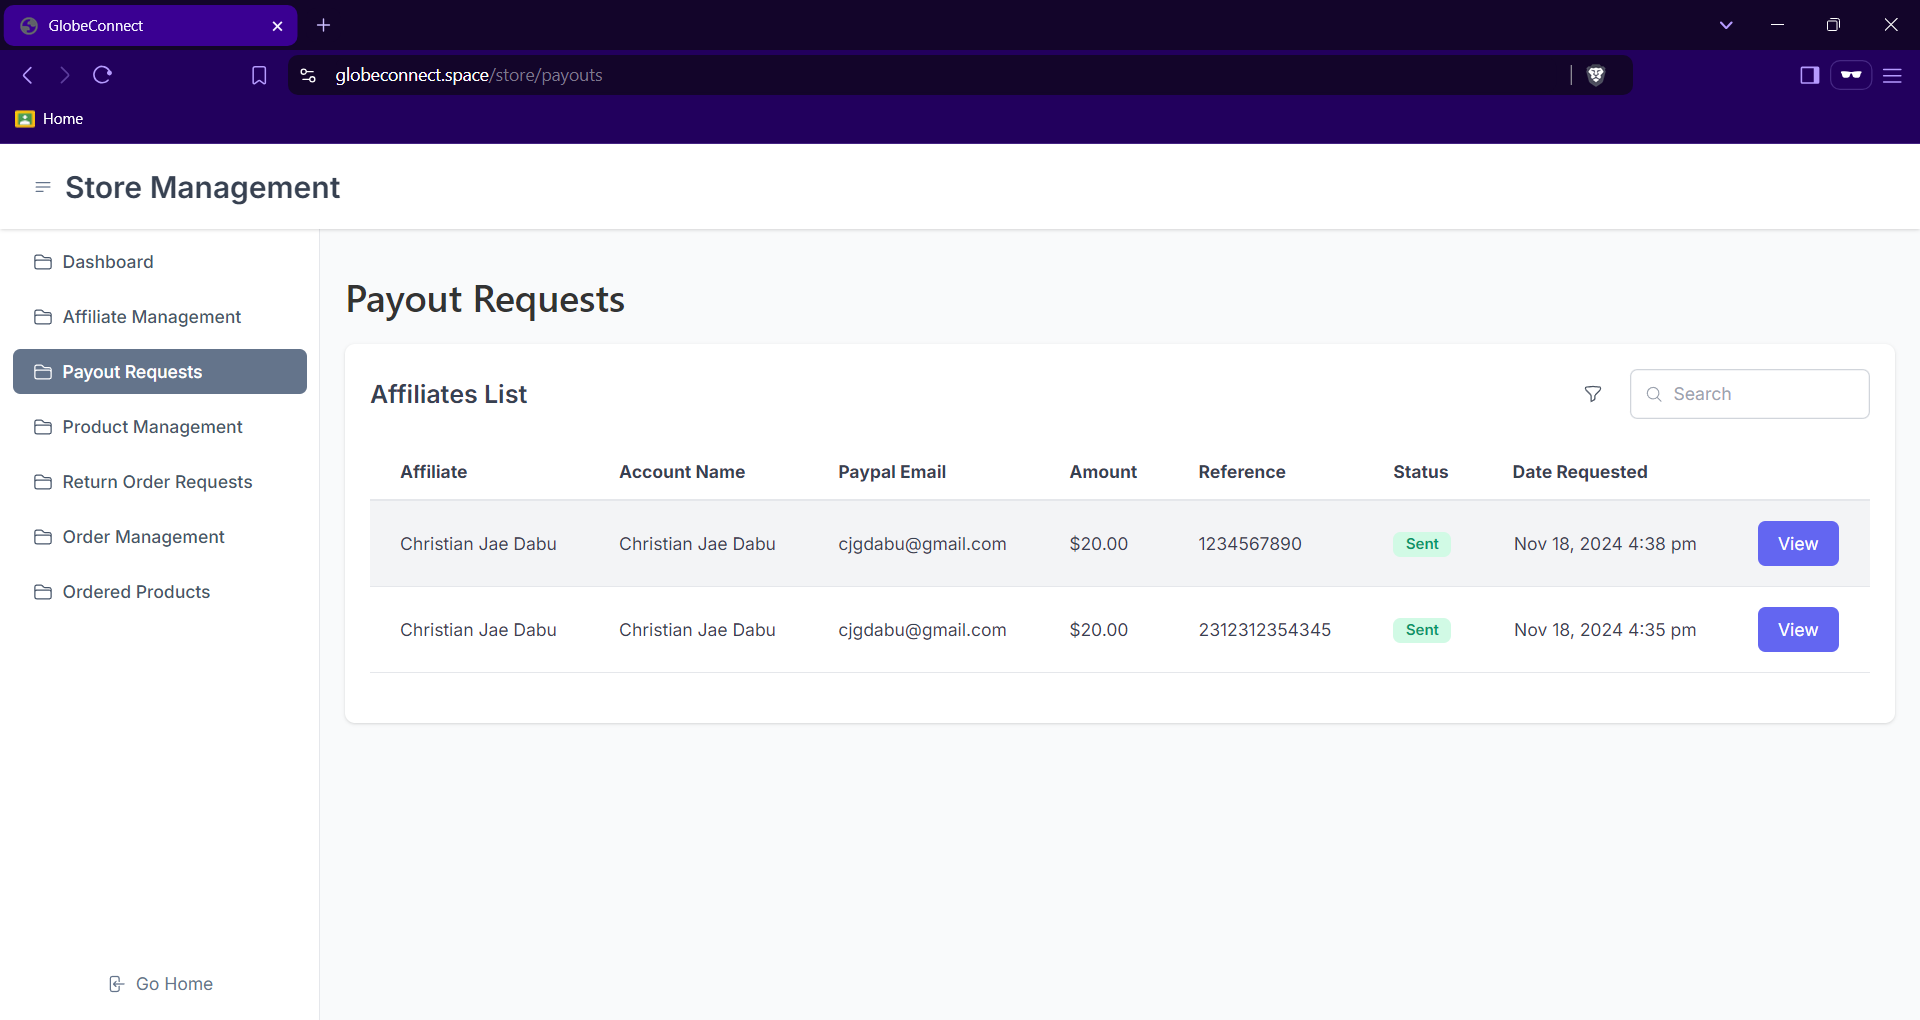 GlobeConnect
globeconnect.space/store/payouts
Home
Store Management
Dashboard
Affiliate Management
Payout Requests
Product Management
Return Order Requests
Order Management
Ordered Products
Go Home
Payout Requests
Affiliates List
Search
Affiliate Account Name Paypal Email Amount Reference Status Date Requested
Christian Jae Dabu Christian Jae Dabu cjgdabu@gmail.com $20.00 1234567890 Sent Nov 18, 2024 4:38 pm View
Christian Jae Dabu Christian Jae Dabu cjgdabu@gmail.com $20.00 2312312354345 Sent Nov 18, 2024 4:35 pm View